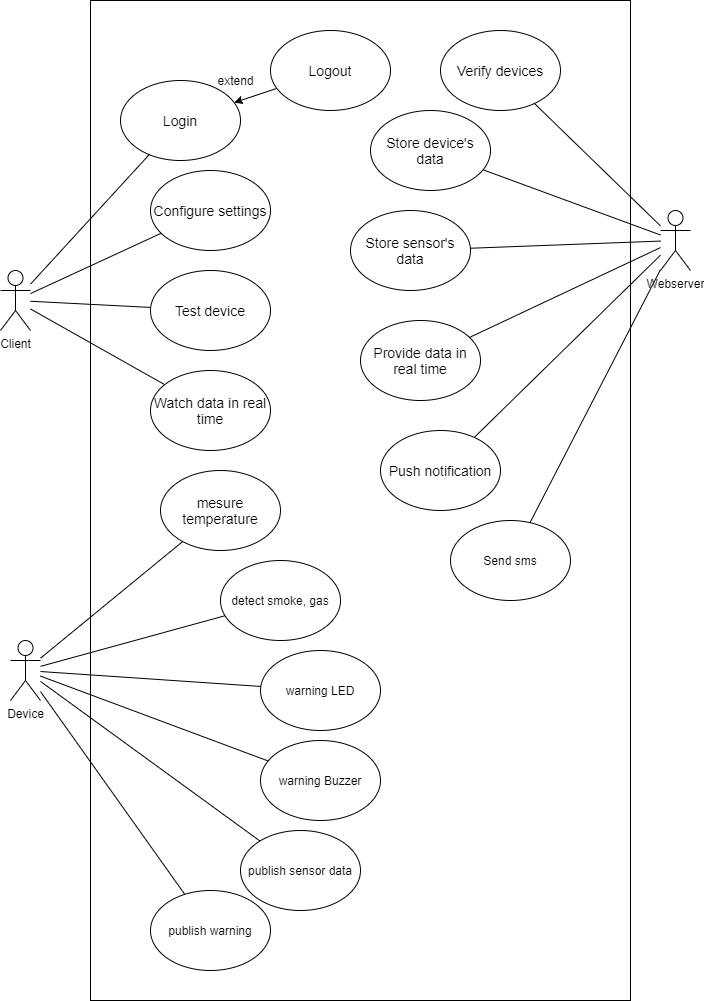 extend
Logout
Verify devices
Login
Store device's
data
Configure settings
Store sensor's
data
Webserver
Test device
Client
Provide data in
real time
Watch data in real
time
Push notification
mesure
temperature
Send sms
detect smoke, gas
warning LED
Device
warning Buzzer
publish sensor data
publish warning